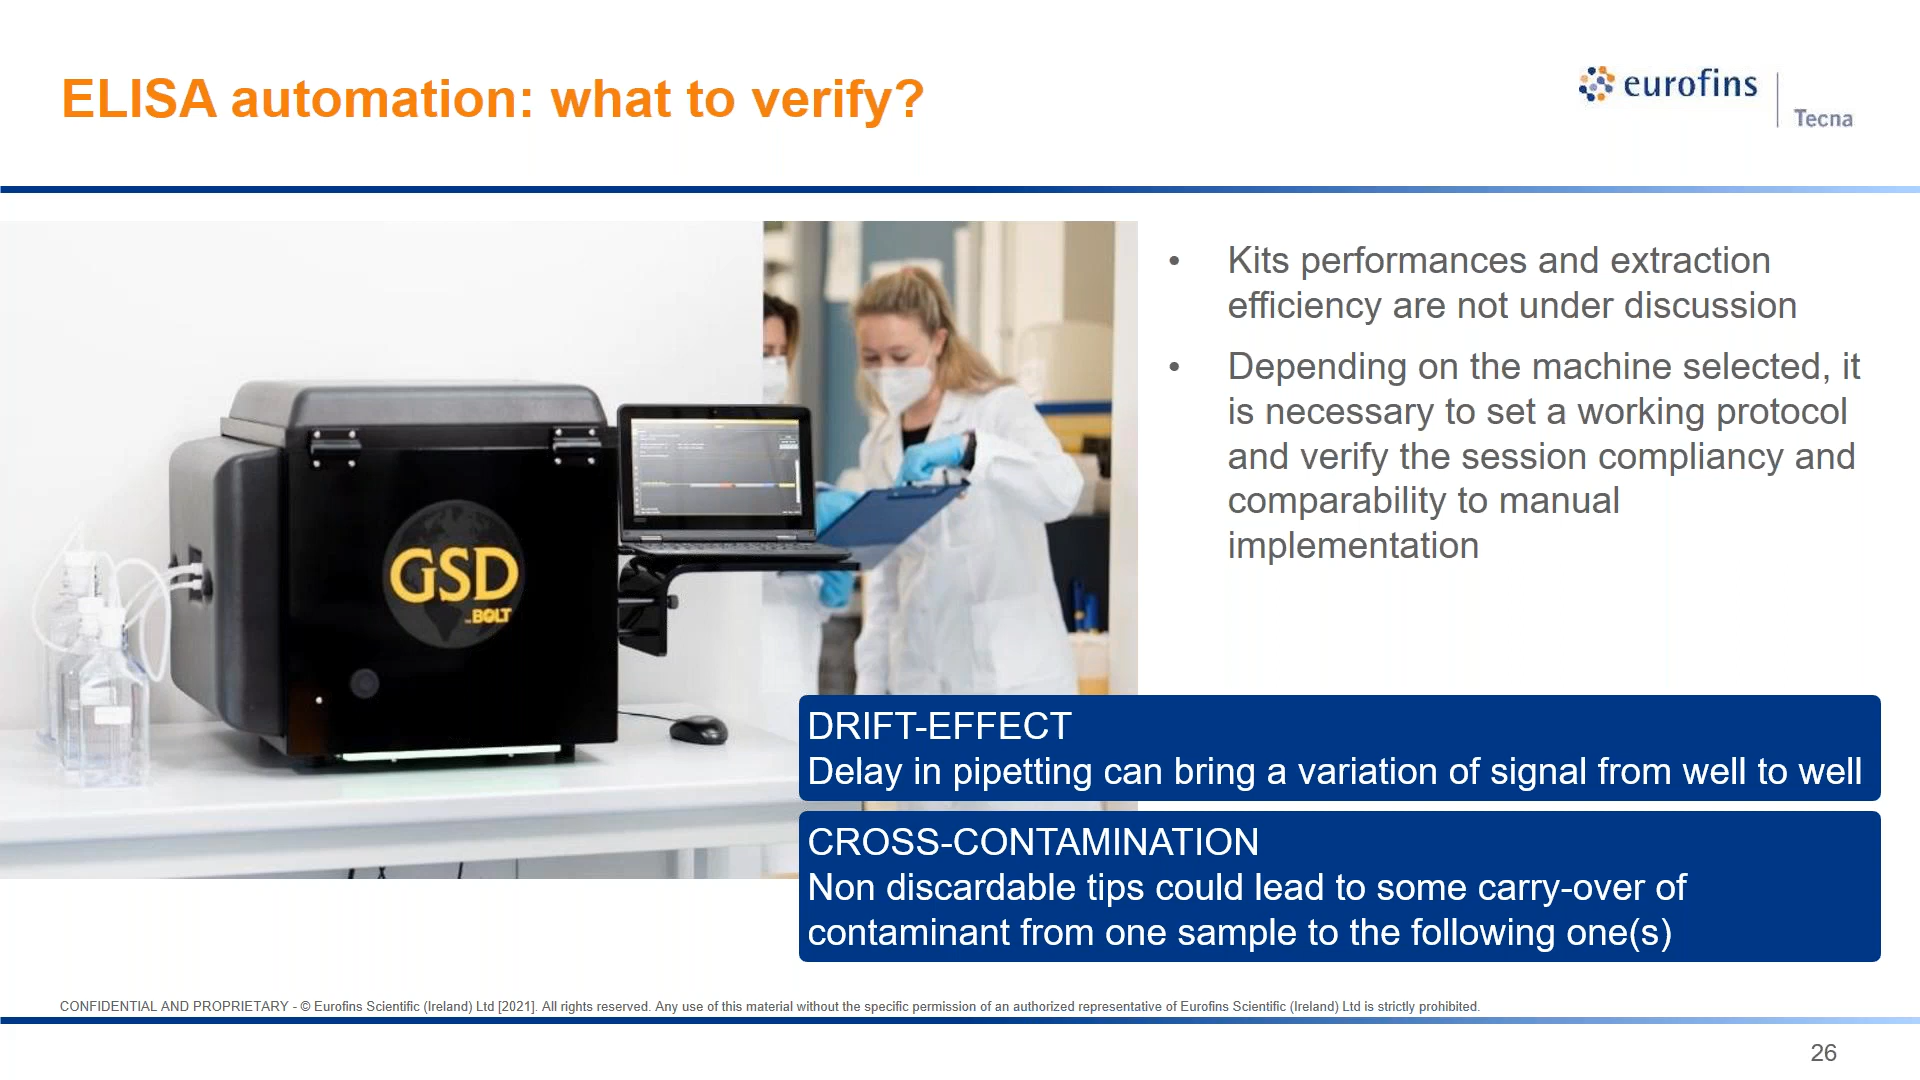 ELISA automation: what to verify?
eurofins
Tecna
• Kits performances and extraction
efficiency are not under discussion
• Depending on the machine selected, it
is necessary to set a working protocol
and verify the session compliancy and
comparability to manual
implementation
GSD
BOLT
DRIFT-EFFECT
Delay in pipetting can bring a variation of signal from well to well
CROSS-CONTAMINATION
Non discardable tips could lead to some carry-over of
contaminant from one sample to the following one(s)
CONFIDENTIAL AND PROPRIETARY - © Eurofins Scientific (Ireland) Ltd [2021]. All rights reserved. Any use of this material without the specific permission of an authorized representative of Eurofins Scientific (Ireland) Ltd is strictly prohibited.
26